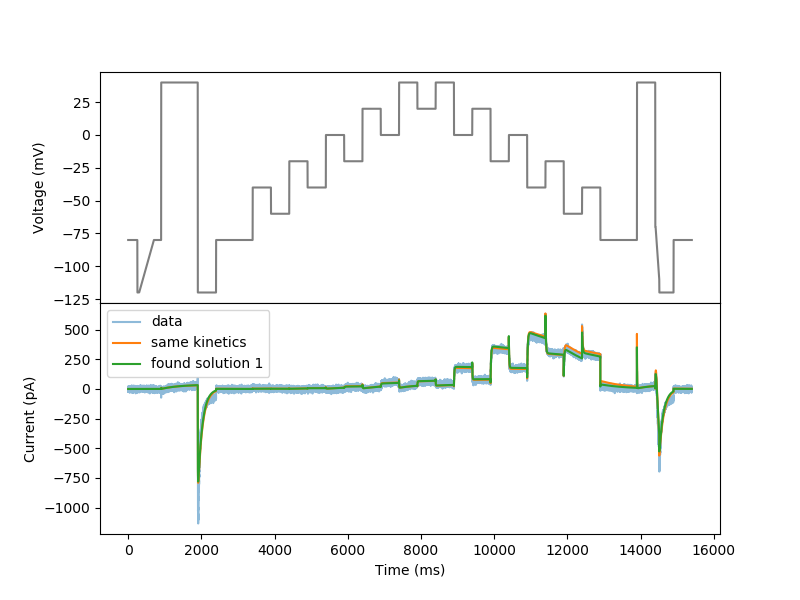 25
0
−25
−50
−75
−100
−125
Voltage (mV)
data
same kinetics
found solution 1
500
250
0
−250
−500
−750
−1000
Current (pA)
0 2000 4000 6000 8000 10000 12000 14000 16000
Time (ms)